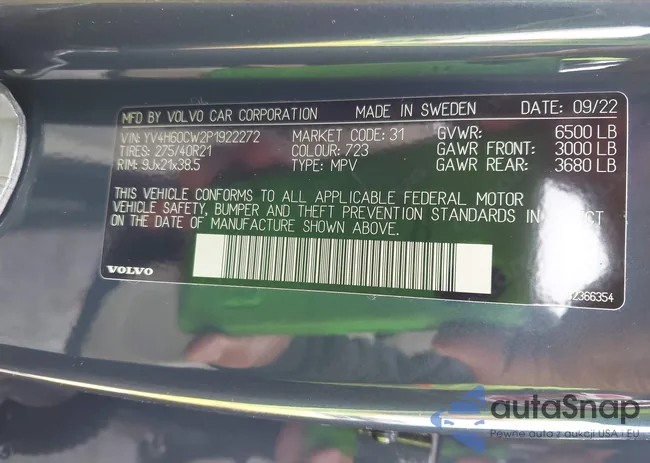 MFD BY VOLVO CAR CORPORATION MADE IN SWEDEN DATE: 09/22
VIN: YV4H60CW2P1922272 MARKET CODE: 31 GVWR: 6500 LB
TIRES: 275/40R21 COLOUR: 723 GAWR FRONT: 3000 LB
RIM: 9Jx21x38.5 TYPE: MPV GAWR REAR: 3680 LB
THIS VEHICLE CONFORMS TO ALL APPLICABLE FEDERAL MOTOR
VEHICLE SAFETY, BUMPER AND THEFT PREVENTION STANDARDS IN EFFECT
ON THE DATE OF MANUFACTURE SHOWN ABOVE.
VOLVO
32366354
autaSnap
Pewne auta z aukcji USA i EU